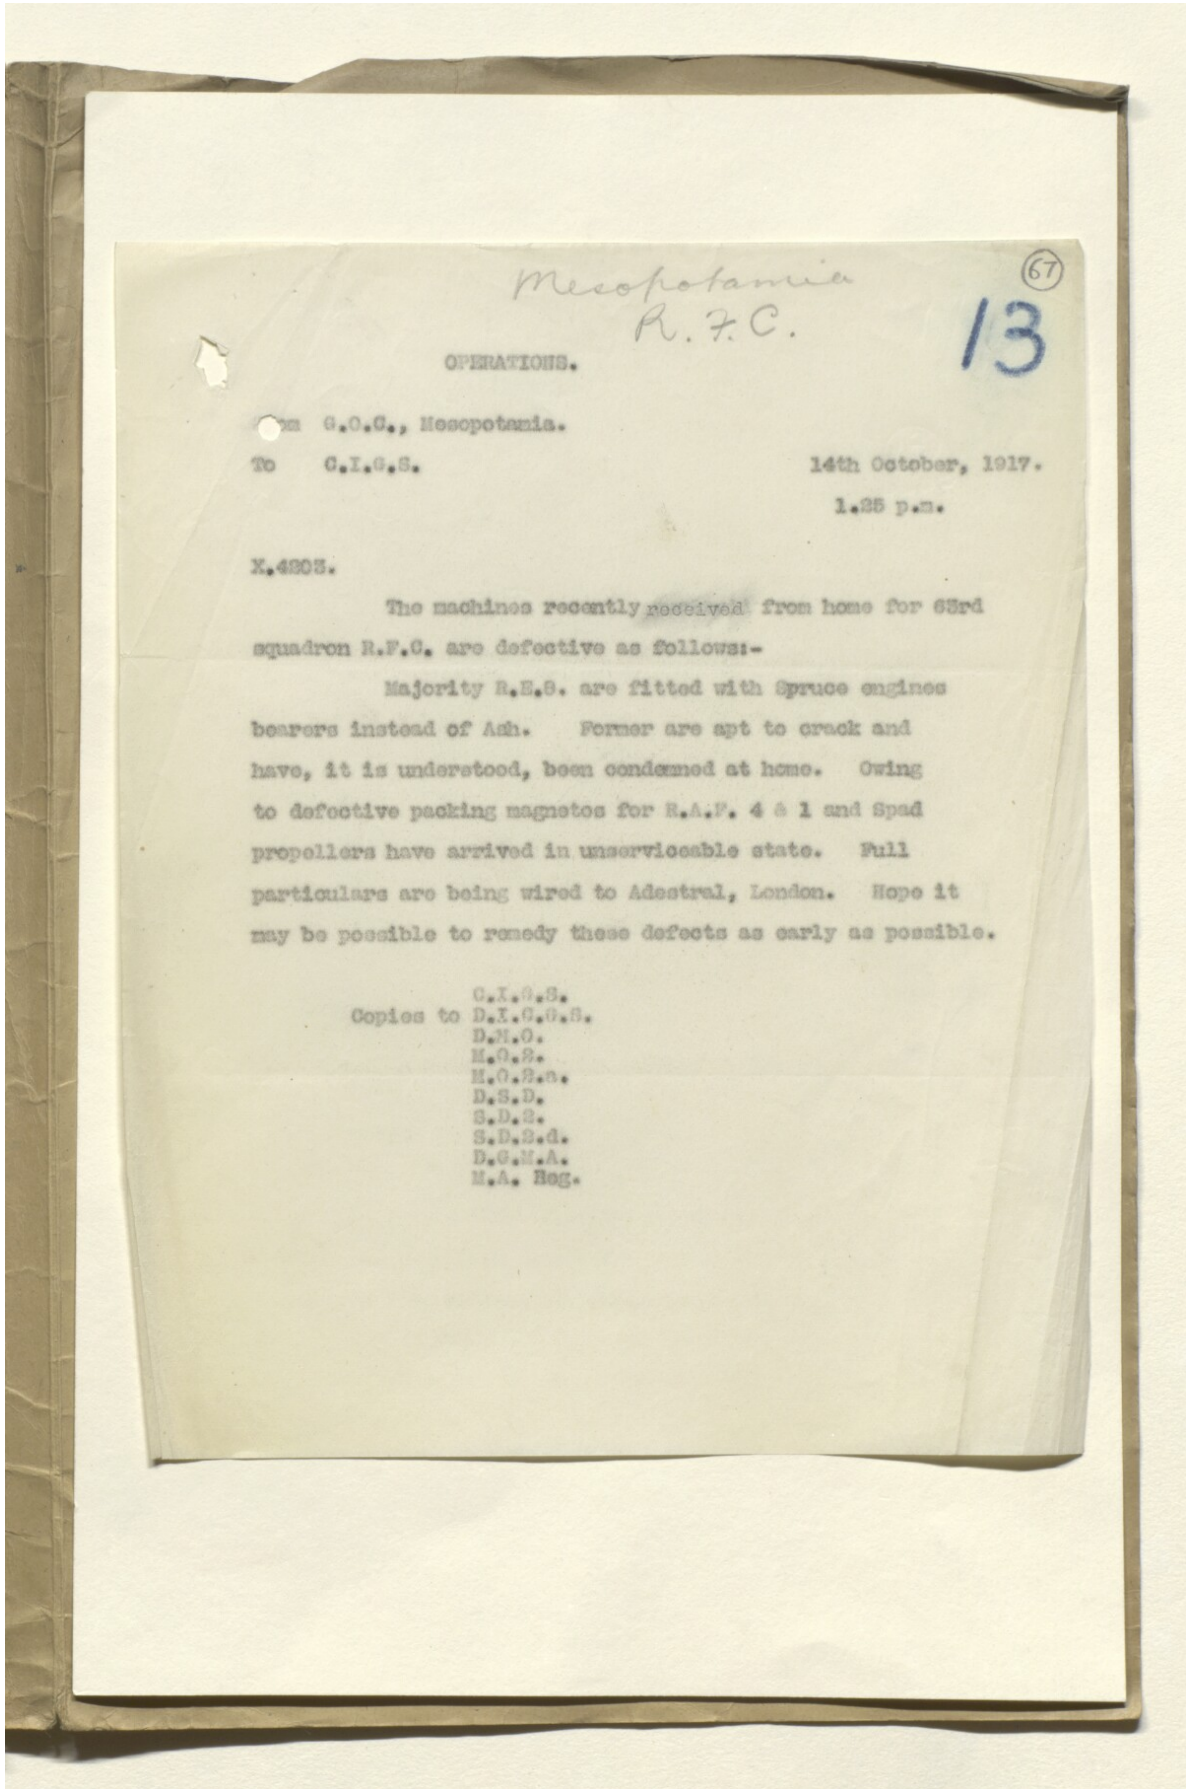 Mesopotamia
67
R.F.C.
13
OPERATIONS.
From G.O.C., Mesopotamia.
To C.I.G.S. 14th October, 1917.
1.25 p.m.
X.4203.
The machines recently received from home for 63rd
squadron R.F.C. are defective as follows:-
Majority R.E.8. are fitted with Spruce engines
bearers instead of Ash. Former are apt to crack and
have, it is understood, been condemned at home. Owing
to defective packing magnetos for R.A.F. 4 & 1 and Spad
propellers have arrived in unserviceable state. Full
particulars are being wired to Adestral, London. Hope it
may be possible to remedy these defects as early as possible.
C.I.G.S.
Copies to D.I.C.G.S.
D.M.O.
M.O.2.
M.O.2.a.
D.S.D.
S.D.2.
S.D.2.d.
D.G.M.A.
M.A. Reg.